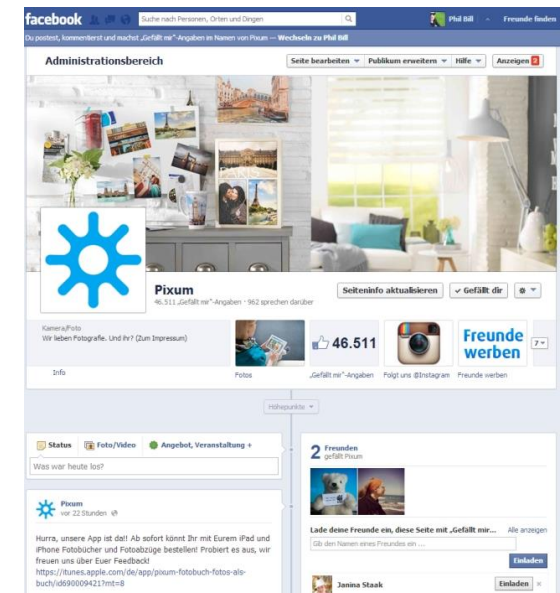 facebook
Suche nach Personen, Orten und Dingen
Phil Bill
Freunde finden
Du postest, kommentierst und machst „Gefällt mir“-Angaben im Namen von Pixum — Wechseln zu Phil Bill
Administrationsbereich
Seite bearbeiten
Publikum erweitern
Hilfe
Anzeigen 2
Pixum
46.511 „Gefällt mir“-Angaben · 962 sprechen darüber
Seiteninfo aktualisieren
Gefällt dir
Kamera/Foto
Wir lieben Fotografie. Und ihr? (Zum Impressum)
Info
46.511
Freunde
werben
7
Fotos
„Gefällt mir“-Angaben
Folgt uns @Instagram
Freunde werben
Höhepunkte
Status
Foto/Video
Angebot, Veranstaltung +
Was war heute los?
Pixum
vor 22 Stunden
Hurra, unsere App ist da!! Ab sofort könnt Ihr mit Eurem iPad und
iPhone Fotobücher und Fotoabzüge bestellen! Probiert es aus, wir
freuen uns über Euer Feedback!
https://itunes.apple.com/de/app/pixum-fotobuch-fotos-als-
buch/id690009421?mt=8
2 Freunden
gefällt Pixum
Lade deine Freunde ein, diese Seite mit „Gefällt mir...
Alle anzeigen
Gib den Namen eines Freundes ein ...
Einladen
Janina Staak
Einladen